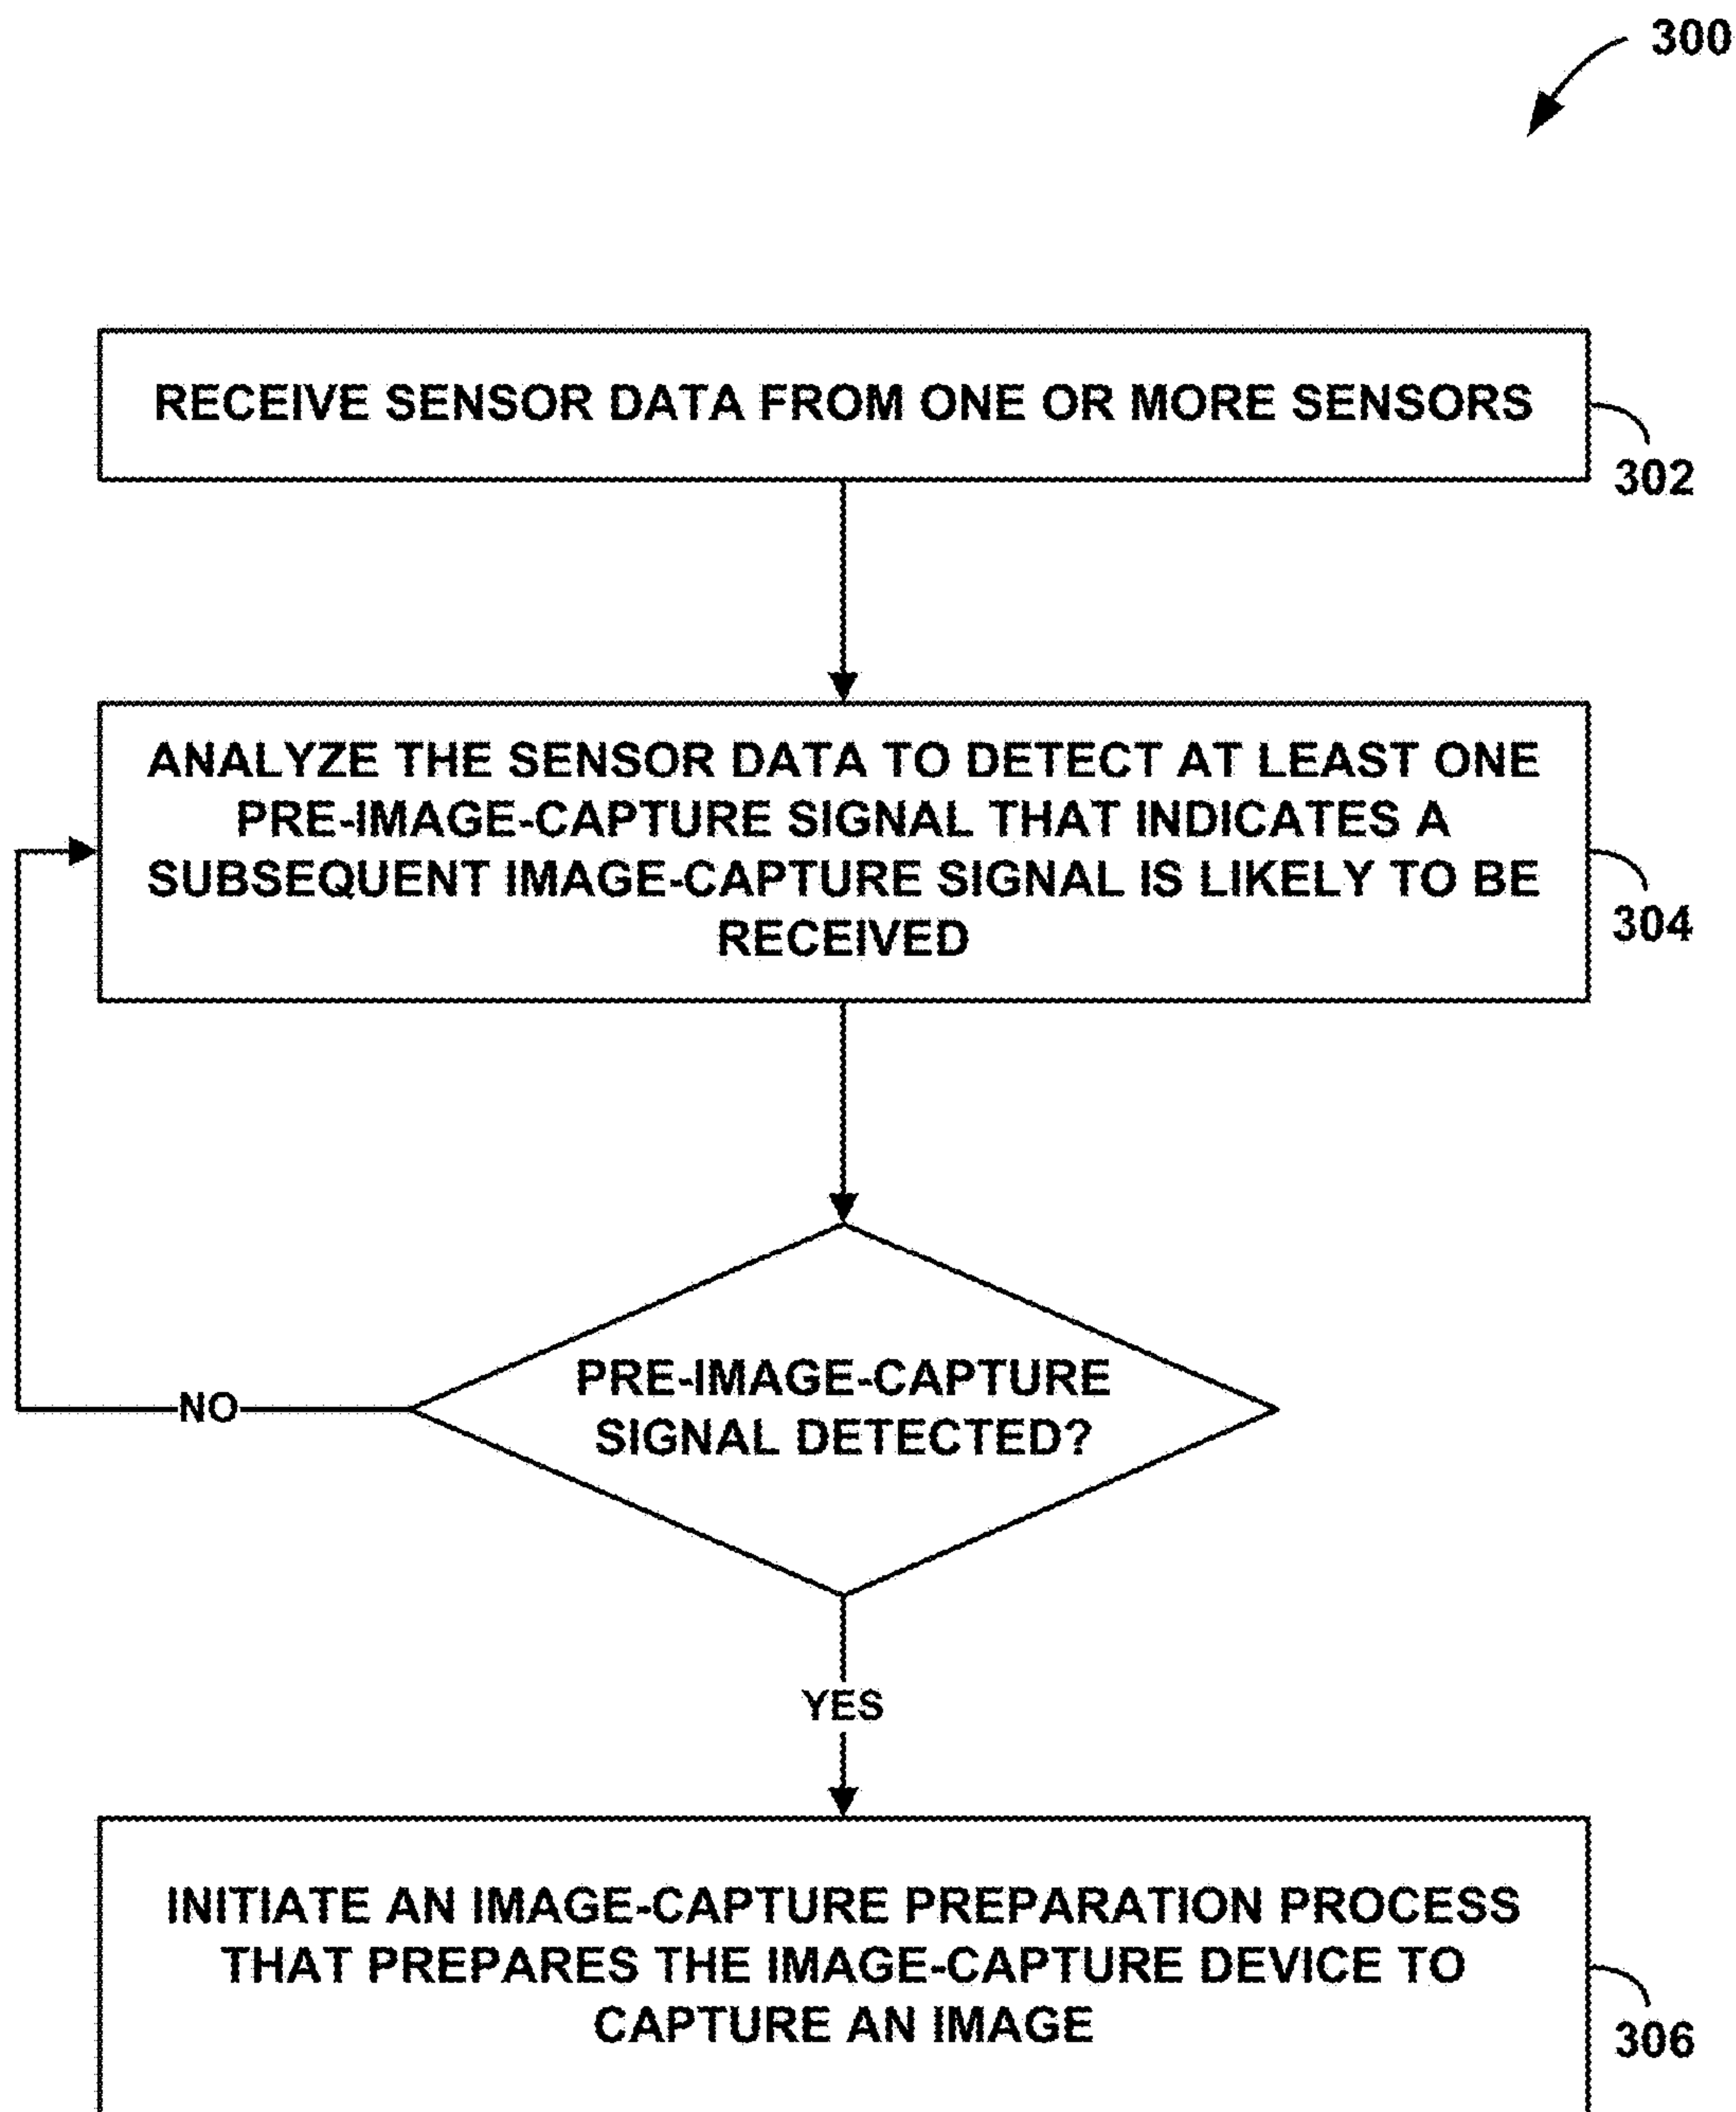 300
RECEIVE SENSOR DATA FROM ONE OR MORE SENSORS
302
ANALYZE THE SENSOR DATA TO DETECT AT LEAST ONE
PRE-IMAGE-CAPTURE SIGNAL THAT INDICATES A
SUBSEQUENT IMAGE-CAPTURE SIGNAL IS LIKELY TO BE
RECEIVED
304
PRE-IMAGE-CAPTURE
SIGNAL DETECTED?
NO
YES
INITIATE AN IMAGE-CAPTURE PREPARATION PROCESS
THAT PREPARES THE IMAGE-CAPTURE DEVICE TO
CAPTURE AN IMAGE
306